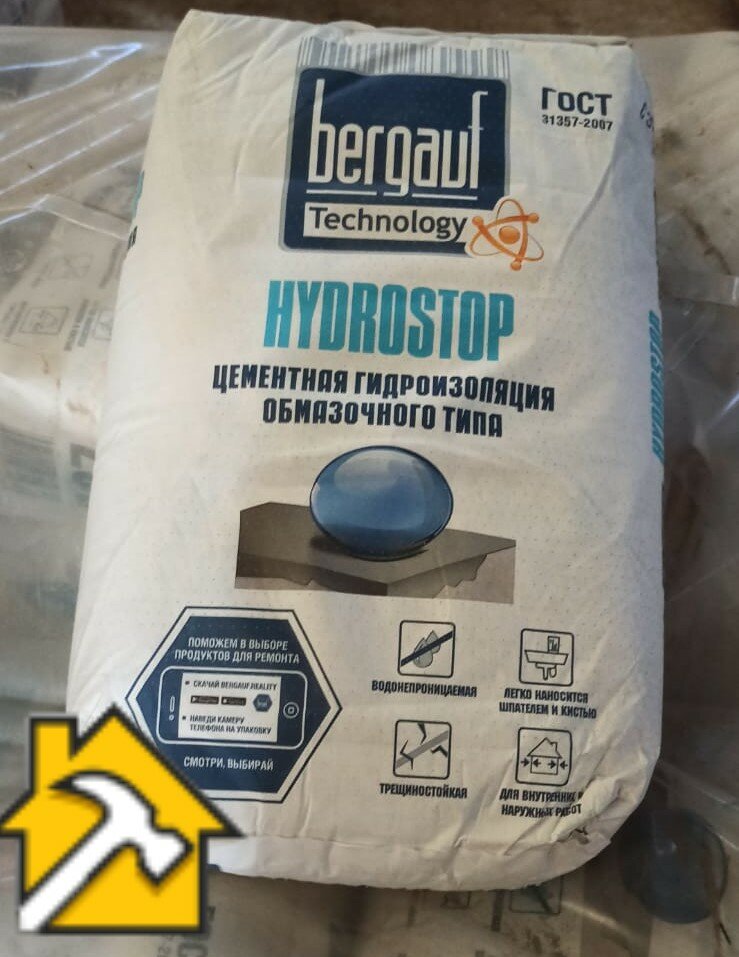 bergauf
Technology
ГОСТ
31357-2007
HYDROSTOP
ЦЕМЕНТНАЯ ГИДРОИЗОЛЯЦИЯ
ОБМАЗОЧНОГО ТИПА
ПОМОЖЕМ В ВЫБОРЕ
ПРОДУКТОВ ДЛЯ РЕМОНТА
СКАЧАЙ BERGAUF.REALITY
НАВЕДИ КАМЕРУ
ТЕЛЕФОНА НА УПАКОВКУ
СМОТРИ, ВЫБИРАЙ
ВОДОНЕПРОНИЦАЕМАЯ
ЛЕГКО НАНОСИТСЯ
ШПАТЕЛЕМ И КИСТЬЮ
ТРЕЩИНОСТОЙКАЯ
ДЛЯ ВНУТРЕННИХ И
НАРУЖНЫХ РАБОТ
HYDROSTOP